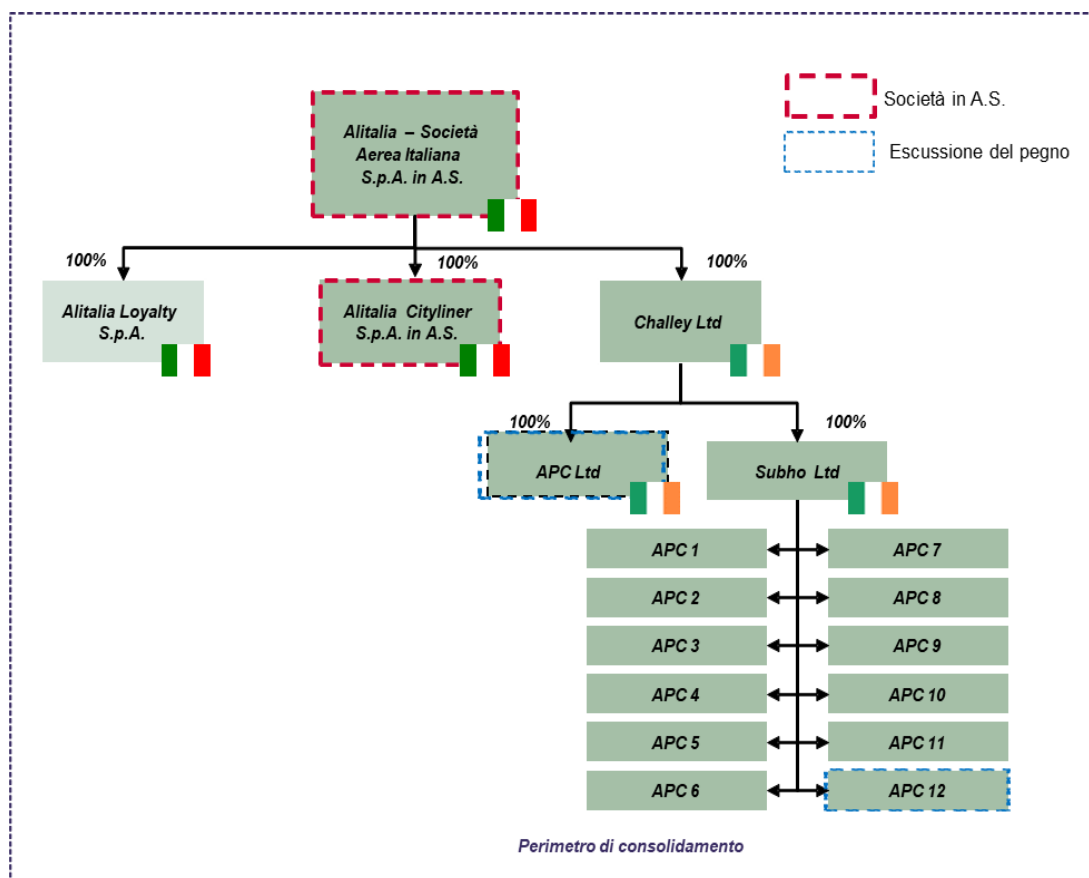 Società in A.S.
Escussione del pegno
Alitalia – Società
Aerea Italiana
S.p.A. in A.S.
100%
100%
100%
Alitalia Loyalty
S.p.A.
Alitalia Cityliner
S.p.A. in A.S.
Challey Ltd
100%
100%
APC Ltd
Subho Ltd
APC 1
APC 7
APC 2
APC 8
APC 3
APC 9
APC 4
APC 10
APC 5
APC 11
APC 6
APC 12
Perimetro di consolidamento